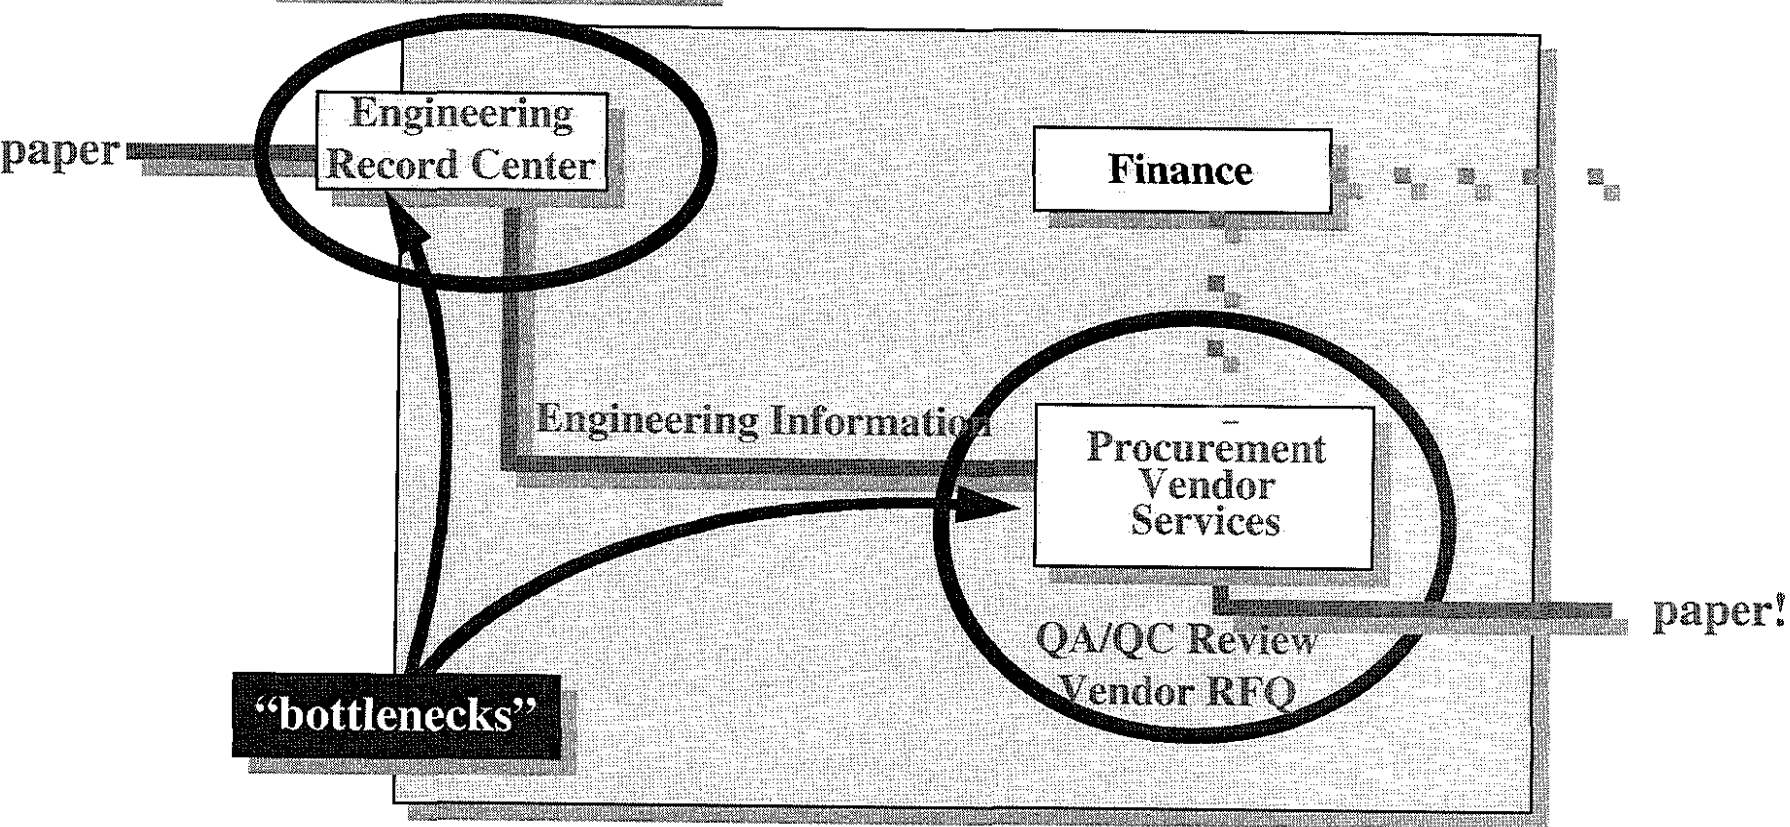 paper
Engineering
Record Center
Finance
Engineering Information
Procurement
Vendor
Services
paper!
QA/QC Review
Vendor RFQ
“bottlenecks”